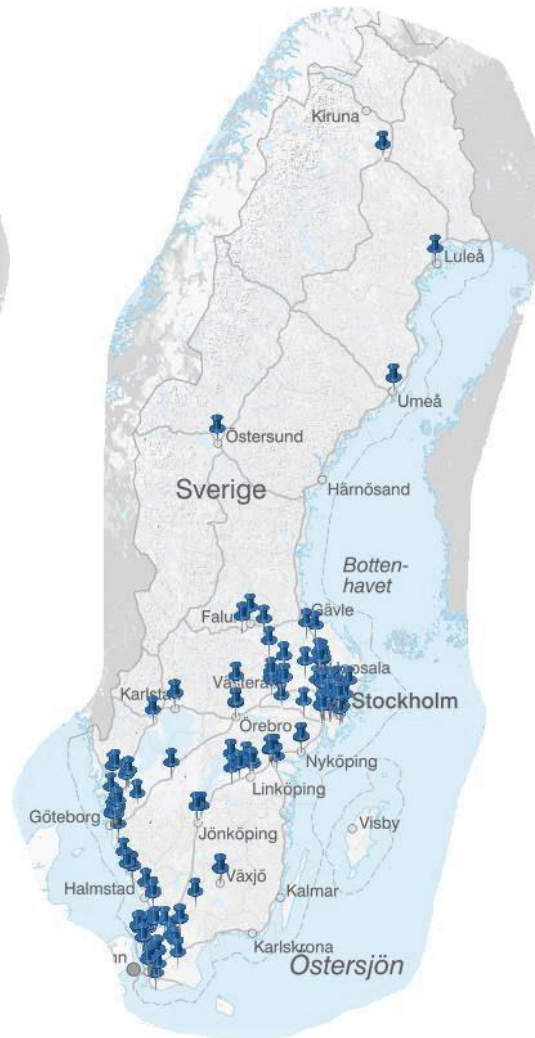 Kiruna
Luleå
Umeå
Östersund
Sverige
Härnösand
Botten-
havet
Gävle
Falun
Uppsala
Västerås
Karlstad
Stockholm
Örebro
Nyköping
Linköping
Göteborg
Jönköping
Visby
Växjö
Halmstad
Kalmar
Karlskrona
Östersjön